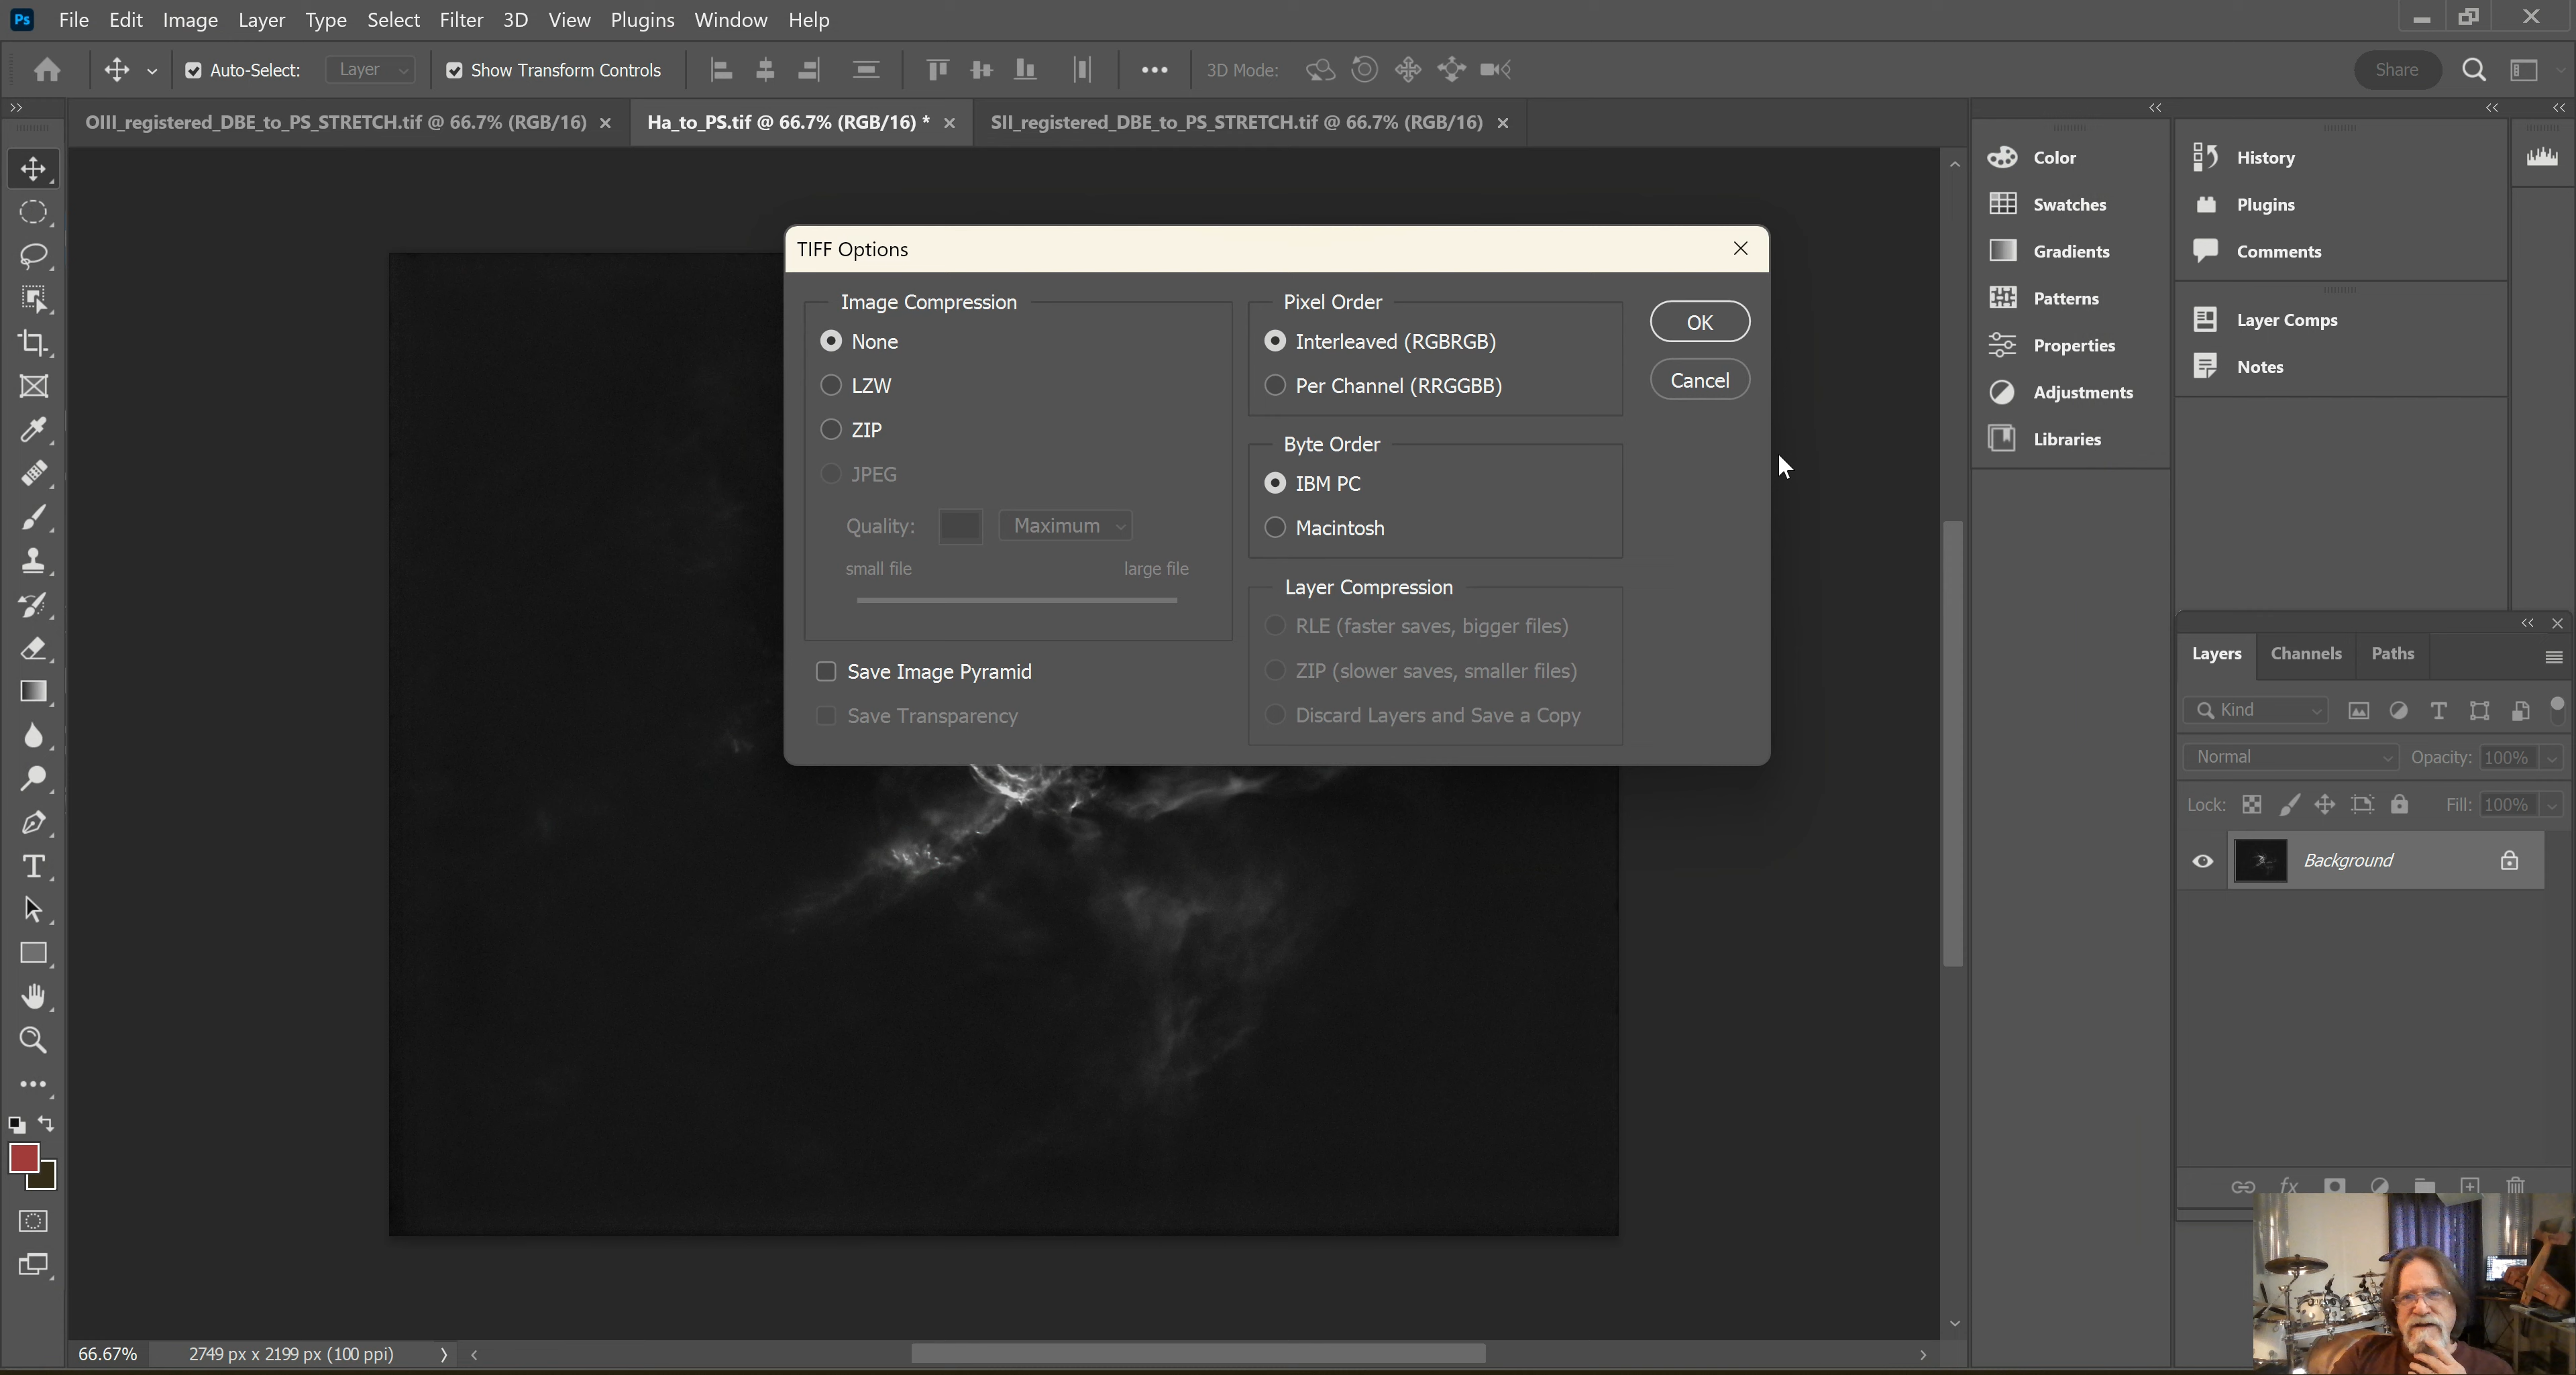 Ps File Edit Image Layer Type Select Filter 3D View Plugins Window Help
Auto-Select: Layer Show Transform Controls 3D Mode: Share
OIII_registered_DBE_to_PS_STRETCH.tif @ 66.7% (RGB/16) Ha_to_PS.tif @ 66.7% (RGB/16) * SII_registered_DBE_to_PS_STRETCH.tif @ 66.7% (RGB/16)
TIFF Options
Image Compression
None
LZW
ZIP
JPEG
Quality: Maximum
small file large file
Save Image Pyramid
Save Transparency
Pixel Order
Interleaved (RGBRGB)
Per Channel (RRGGBB)
Byte Order
IBM PC
Macintosh
Layer Compression
RLE (faster saves, bigger files)
ZIP (slower saves, smaller files)
Discard Layers and Save a Copy
OK
Cancel
Color
Swatches
Gradients
Patterns
Properties
Adjustments
Libraries
History
Plugins
Comments
Layer Comps
Notes
Layers Channels Paths
Kind
Normal Opacity: 100%
Lock: Fill: 100%
Background
fx
66.67% 2749 px x 2199 px (100 ppi)